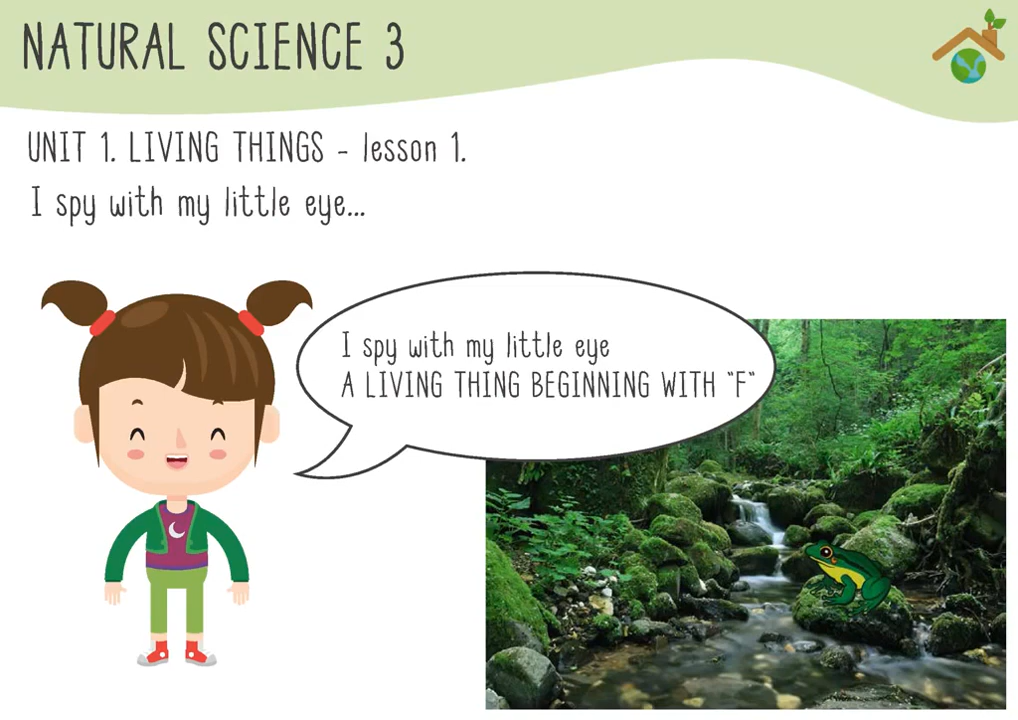 NATURAL SCIENCE 3
UNIT 1. LIVING THINGS - lesson 1.
I spy with my little eye...
I spy with my little eye
A LIVING THING BEGINNING WITH "F"